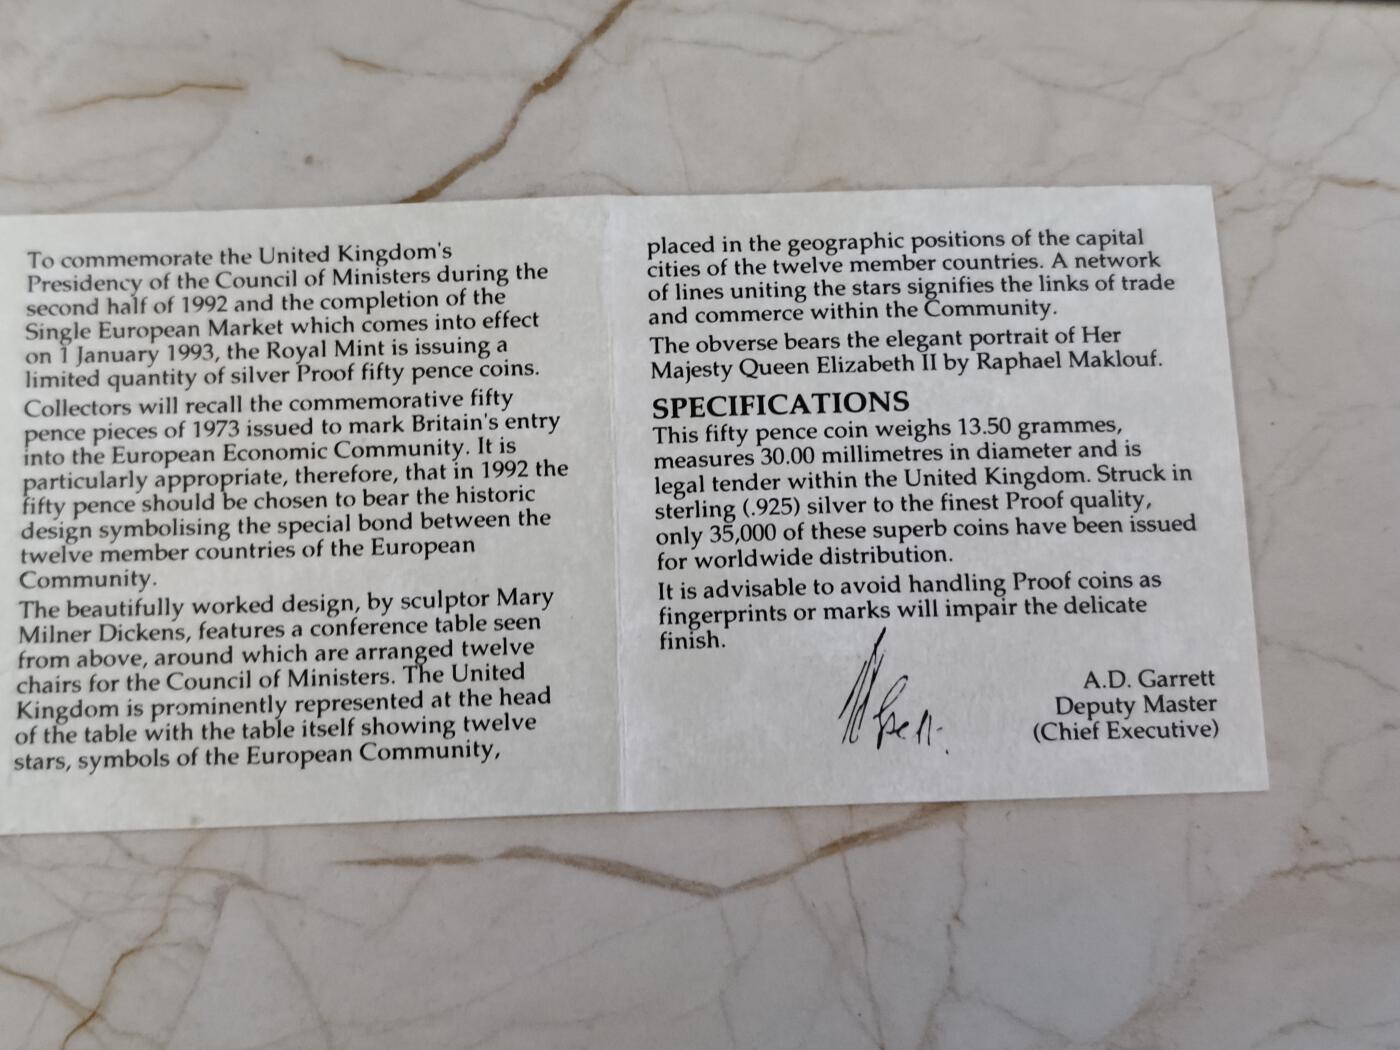 To commemorate the United Kingdom's
Presidency of the Council of Ministers during the
second half of 1992 and the completion of the
Single European Market which comes into effect
on 1 January 1993, the Royal Mint is issuing a
limited quantity of silver Proof fifty pence coins.
Collectors will recall the commemorative fifty
pence pieces of 1973 issued to mark Britain's entry
into the European Economic Community. It is
particularly appropriate, therefore, that in 1992 the
fifty pence should be chosen to bear the historic
design symbolising the special bond between the
twelve member countries of the European
Community.
The beautifully worked design, by sculptor Mary
Milner Dickens, features a conference table seen
from above, around which are arranged twelve
chairs for the Council of Ministers. The United
Kingdom is prominently represented at the head
of the table with the table itself showing twelve
stars, symbols of the European Community,
placed in the geographic positions of the capital
cities of the twelve member countries. A network
of lines uniting the stars signifies the links of trade
and commerce within the Community.
The obverse bears the elegant portrait of Her
Majesty Queen Elizabeth II by Raphael Maklouf.
SPECIFICATIONS
This fifty pence coin weighs 13.50 grammes,
measures 30.00 millimetres in diameter and is
legal tender within the United Kingdom. Struck in
sterling (.925) silver to the finest Proof quality,
only 35,000 of these superb coins have been issued
for worldwide distribution.
It is advisable to avoid handling Proof coins as
fingerprints or marks will impair the delicate
finish.
A.D. Garrett
Deputy Master
(Chief Executive)